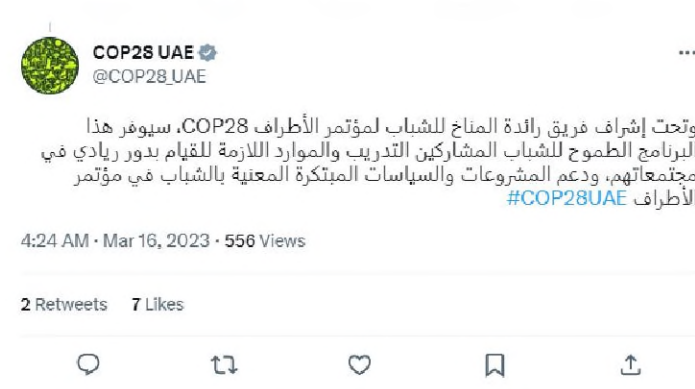 COP28 UAE
@COP28_UAE
وتحت إشراف فريق رائدة المناخ للشباب لمؤتمر الأطراف COP28، سيوفر هذا
البرنامج الطموح للشباب المشاركين التدريب والموارد اللازمة للقيام بدور ريادي في
مجتمعاتهم، ودعم المشروعات والسياسات المبتكرة المعنية بالشباب في مؤتمر
الأطراف #COP28UAE
4:24 AM · Mar 16, 2023 · 556 Views
2 Retweets 7 Likes